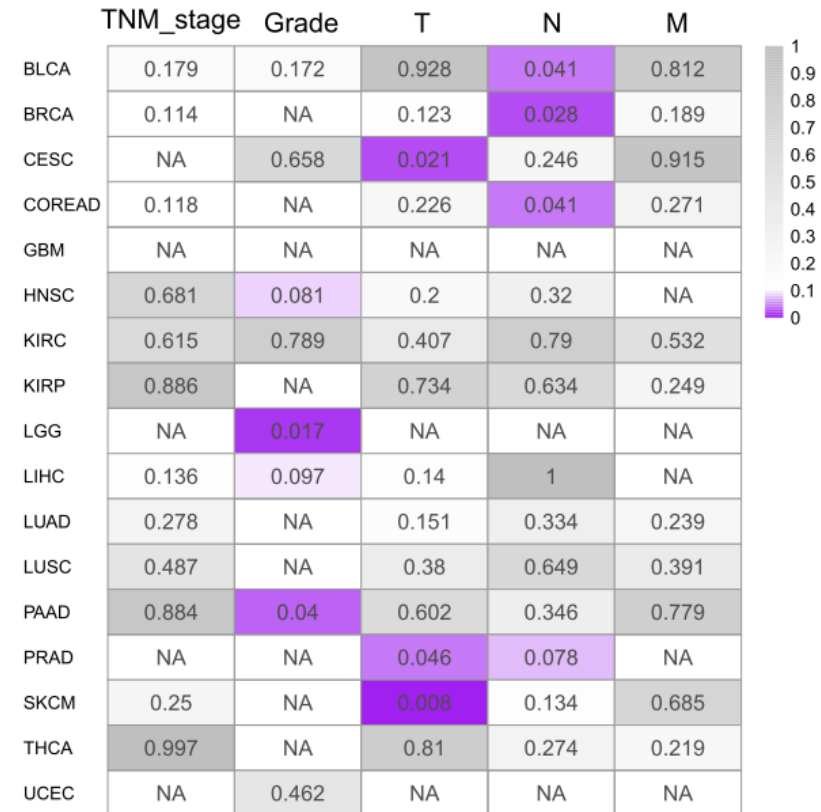 TNM_stage Grade T N M
BLCA 0.179 0.172 0.928 0.041 0.812
BRCA 0.114 NA 0.123 0.028 0.189
CESC NA 0.658 0.021 0.246 0.915
COREAD 0.118 NA 0.226 0.041 0.271
GBM NA NA NA NA NA
HNSC 0.681 0.081 0.2 0.32 NA
KIRC 0.615 0.789 0.407 0.79 0.532
KIRP 0.886 NA 0.734 0.634 0.249
LGG NA 0.017 NA NA NA
LIHC 0.136 0.097 0.14 1 NA
LUAD 0.278 NA 0.151 0.334 0.239
LUSC 0.487 NA 0.38 0.649 0.391
PAAD 0.884 0.04 0.602 0.346 0.779
PRAD NA NA 0.046 0.078 NA
SKCM 0.25 NA 0.008 0.134 0.685
THCA 0.997 NA 0.81 0.274 0.219
UCEC NA 0.462 NA NA NA
1
0.9
0.8
0.7
0.6
0.5
0.4
0.3
0.2
0.1
0